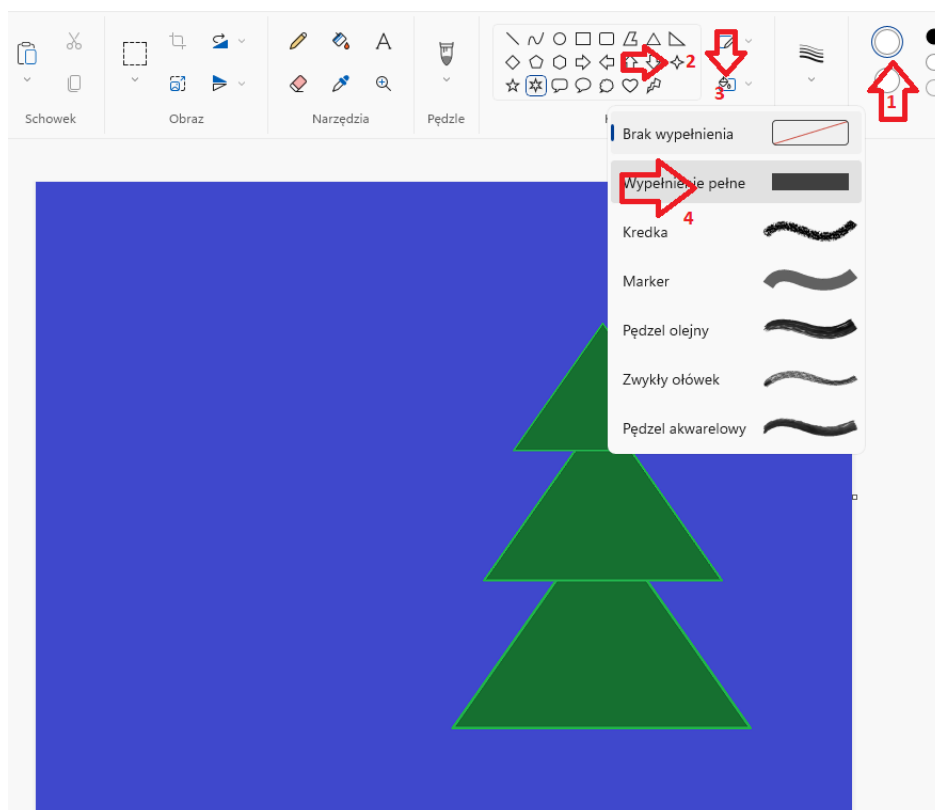 A
2
3
1
Schowek
Obraz
Narzędzia
Pędzle
Brak wypełnienia
Wypełnienie pełne
4
Kredka
Marker
Pędzel olejny
Zwykły ołówek
Pędzel akwarelowy